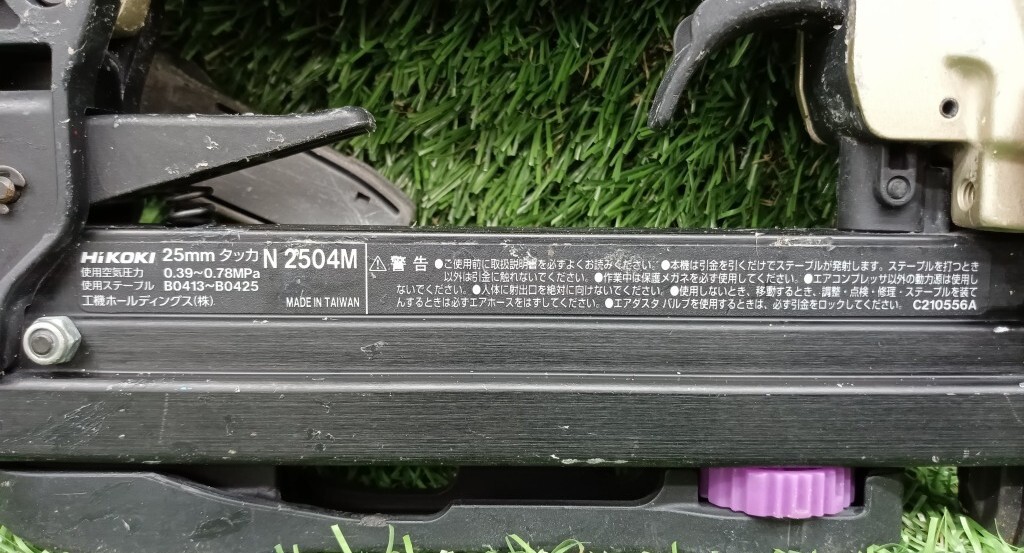 HiKOKI 25mm タッカ N 2504M
使用空気圧力 0.39~0.78MPa
使用ステープル B0413~B0425
工機ホールディングス(株) MADE IN TAIWAN
⚠警告 ●ご使用前に取扱説明書を必ずよくお読みください。●本機は引金を引くだけでステープルが発射します。ステープルを打つとき
以外は引金に触れないでください。●作業中は保護メガネを必ず使用してください。●エアコンプレッサ以外の動力源は使用し
ないでください。●人体に射出口を絶対に向けないでください。●使用しないとき、移動するとき、調整・点検・修理・ステープルを装て
んするときは必ずエアホースをはずしてください。●エアダスタ バルブを使用するときは、必ず引金をロックしてください。 C210556A